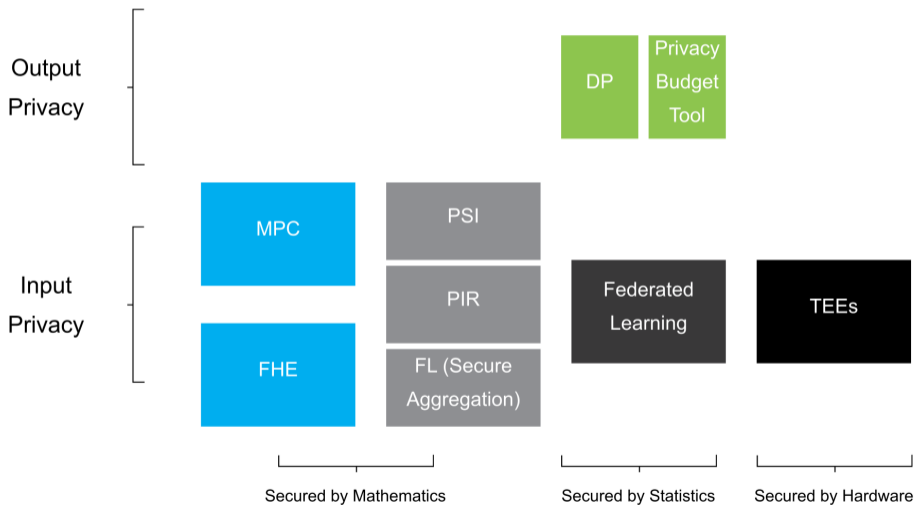 Output
Privacy
DP
Privacy
Budget
Tool
MPC
PSI
Input
Privacy
PIR
Federated
Learning
TEEs
FHE
FL (Secure
Aggregation)
Secured by Mathematics
Secured by Statistics
Secured by Hardware